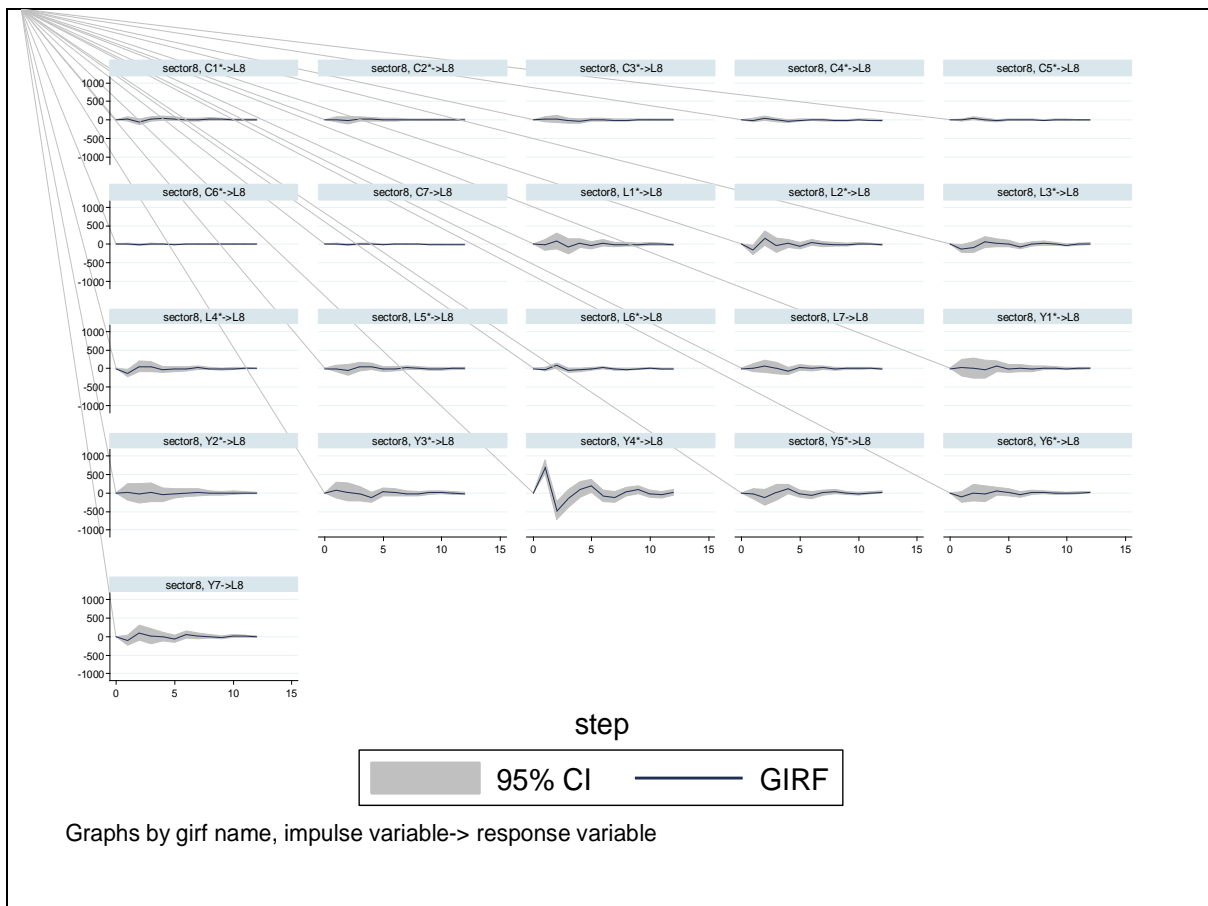 sector8, C1*->L8 sector8, C2*->L8 sector8, C3*->L8 sector8, C4*->L8 sector8, C5*->L8
1000
500
0
-500
-1000
sector8, C6*->L8 sector8, C7->L8 sector8, L1*->L8 sector8, L2*->L8 sector8, L3*->L8
1000
500
0
-500
-1000
sector8, L4*->L8 sector8, L5*->L8 sector8, L6*->L8 sector8, L7->L8 sector8, Y1*->L8
1000
500
0
-500
-1000
sector8, Y2*->L8 sector8, Y3*->L8 sector8, Y4*->L8 sector8, Y5*->L8 sector8, Y6*->L8
1000
500
0
-500
-1000
0 5 10 15 0 5 10 15 0 5 10 15 0 5 10 15
sector8, Y7->L8
1000
500
0
-500
-1000
0 5 10 15
step
95% CI GIRF
Graphs by girf name, impulse variable-> response variable